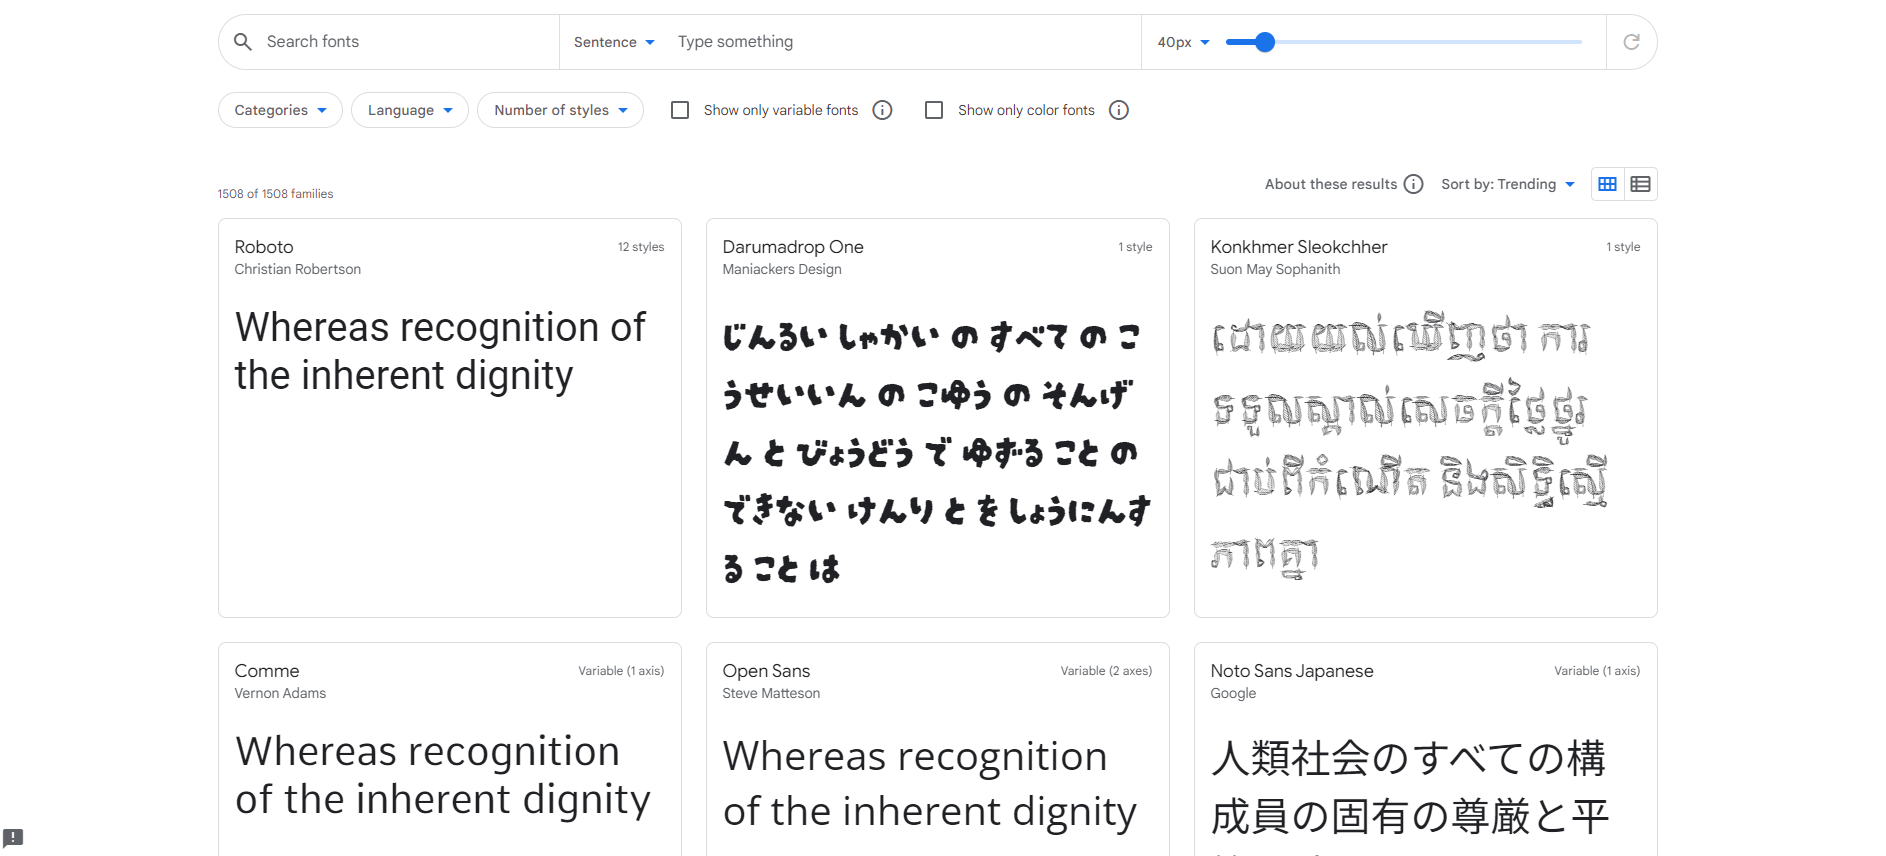 Search fonts
Sentence
Type something
40px
Categories
Language
Number of styles
Show only variable fonts
Show only color fonts
1508 of 1508 families
About these results
Sort by: Trending
Roboto
12 styles
Christian Robertson
Whereas recognition of
the inherent dignity
Darumadrop One
1 style
Maniackers Design
じんるい しゃかい の すべて の こ
うせいいん の こゆう の そんげ
ん と びょうどう で ゆずる こと の
できない けんり と を しょうにんす
る こと は
Konkhmer Sleokchher
1 style
Suon May Sophanith
ដោយយល់ឃើញថា ការ
ទទួលស្គាល់សេចក្ដីថ្លៃថ្នូរ
ជាប់ពីកំណើត និងសិទ្ធិស្មើ
ភាពគ្នា
Comme
Variable (1 axis)
Vernon Adams
Whereas recognition
of the inherent dignity
Open Sans
Variable (2 axes)
Steve Matteson
Whereas recognition
of the inherent dignity
Noto Sans Japanese
Variable (1 axis)
Google
人類社会のすべての構
成員の固有の尊厳と平